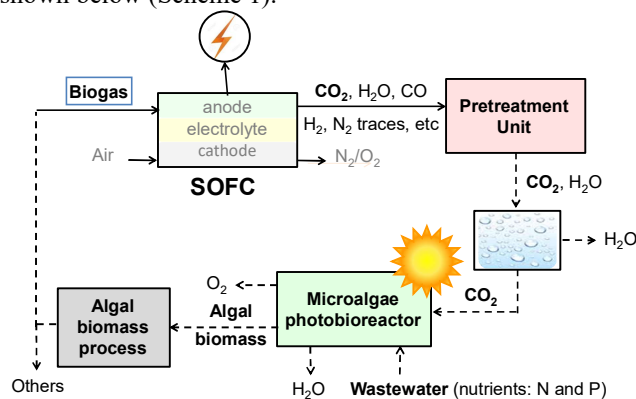 shown below (Scheme 1).
Biogas
anode
electrolyte
cathode
Air
N2/O2
SOFC
CO2, H2O, CO
H2, N2 traces, etc
Pretreatment
Unit
CO2, H2O
H2O
CO2
Microalgae
photobioreactor
O2
Algal
biomass
Algal
biomass
process
Others
H2O
Wastewater (nutrients: N and P)